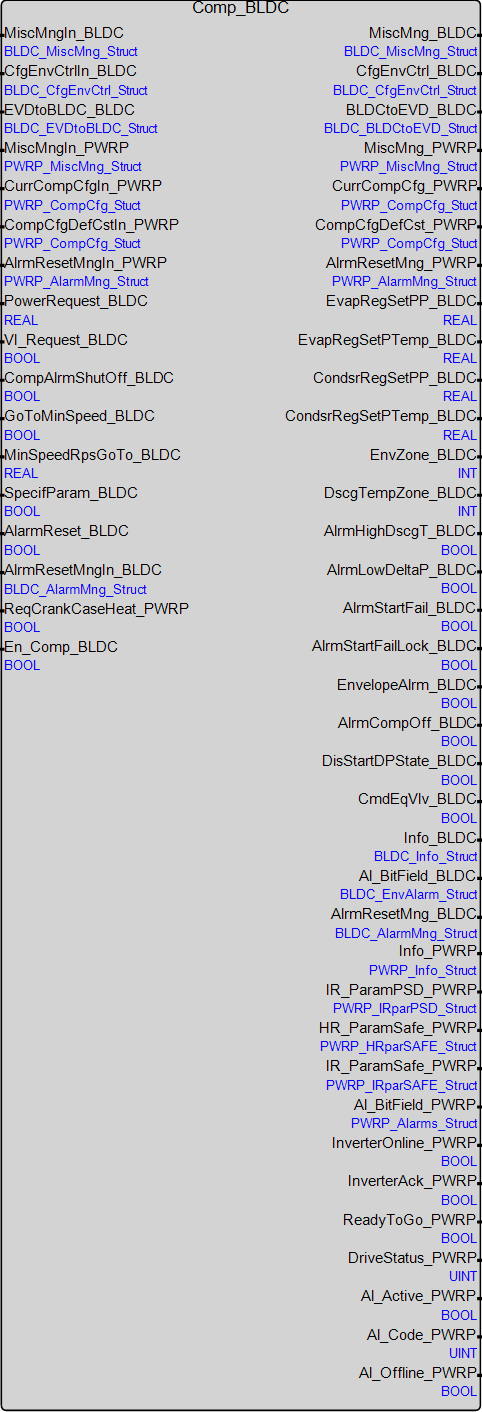 Comp_BLDC
MiscMngIn_BLDC
BLDC_MiscMng_Struct
CfgEnvCtrlIn_BLDC
BLDC_CfgEnvCtrl_Struct
EVDtoBLDC_BLDC
BLDC_EVDtoBLDC_Struct
MiscMngIn_PWRP
PWRP_MiscMng_Struct
CurrCompCfgIn_PWRP
PWRP_CompCfg_Stuct
CompCfgDefCstIn_PWRP
PWRP_CompCfg_Stuct
AlrmResetMngIn_PWRP
PWRP_AlarmMng_Struct
PowerRequest_BLDC
REAL
VI_Request_BLDC
BOOL
CompAlrmShutOff_BLDC
BOOL
GoToMinSpeed_BLDC
BOOL
MinSpeedRpsGoTo_BLDC
REAL
SpecifParam_BLDC
BOOL
AlarmReset_BLDC
BOOL
AlrmResetMngIn_BLDC
BLDC_AlarmMng_Struct
ReqCrankCaseHeat_PWRP
BOOL
En_Comp_BLDC
BOOL
MiscMng_BLDC
BLDC_MiscMng_Struct
CfgEnvCtrl_BLDC
BLDC_CfgEnvCtrl_Struct
BLDCtoEVD_BLDC
BLDC_BLDCtoEVD_Struct
MiscMng_PWRP
PWRP_MiscMng_Struct
CurrCompCfg_PWRP
PWRP_CompCfg_Stuct
CompCfgDefCst_PWRP
PWRP_CompCfg_Stuct
AlrmResetMng_PWRP
PWRP_AlarmMng_Struct
EvapRegSetPP_BLDC
REAL
EvapRegSetPTemp_BLDC
REAL
CondsrRegSetPP_BLDC
REAL
CondsrRegSetPTemp_BLDC
REAL
EnvZone_BLDC
INT
DscgTempZone_BLDC
INT
AlrmHighDscgT_BLDC
BOOL
AlrmLowDeltaP_BLDC
BOOL
AlrmStartFail_BLDC
BOOL
AlrmStartFailLock_BLDC
BOOL
EnvelopeAlrm_BLDC
BOOL
AlrmCompOff_BLDC
BOOL
DisStartDPState_BLDC
BOOL
CmdEqVlv_BLDC
BOOL
Info_BLDC
BLDC_Info_Struct
Al_BitField_BLDC
BLDC_EnvAlarm_Struct
AlrmResetMng_BLDC
BLDC_AlarmMng_Struct
Info_PWRP
PWRP_Info_Struct
IR_ParamPSD_PWRP
PWRP_IRparPSD_Struct
HR_ParamSafe_PWRP
PWRP_HRparSAFE_Struct
IR_ParamSafe_PWRP
PWRP_IRparSAFE_Struct
Al_BitField_PWRP
PWRP_Alarms_Struct
InverterOnline_PWRP
BOOL
InverterAck_PWRP
BOOL
ReadyToGo_PWRP
BOOL
DriveStatus_PWRP
UINT
Al_Active_PWRP
BOOL
Al_Code_PWRP
UINT
Al_Offline_PWRP
BOOL